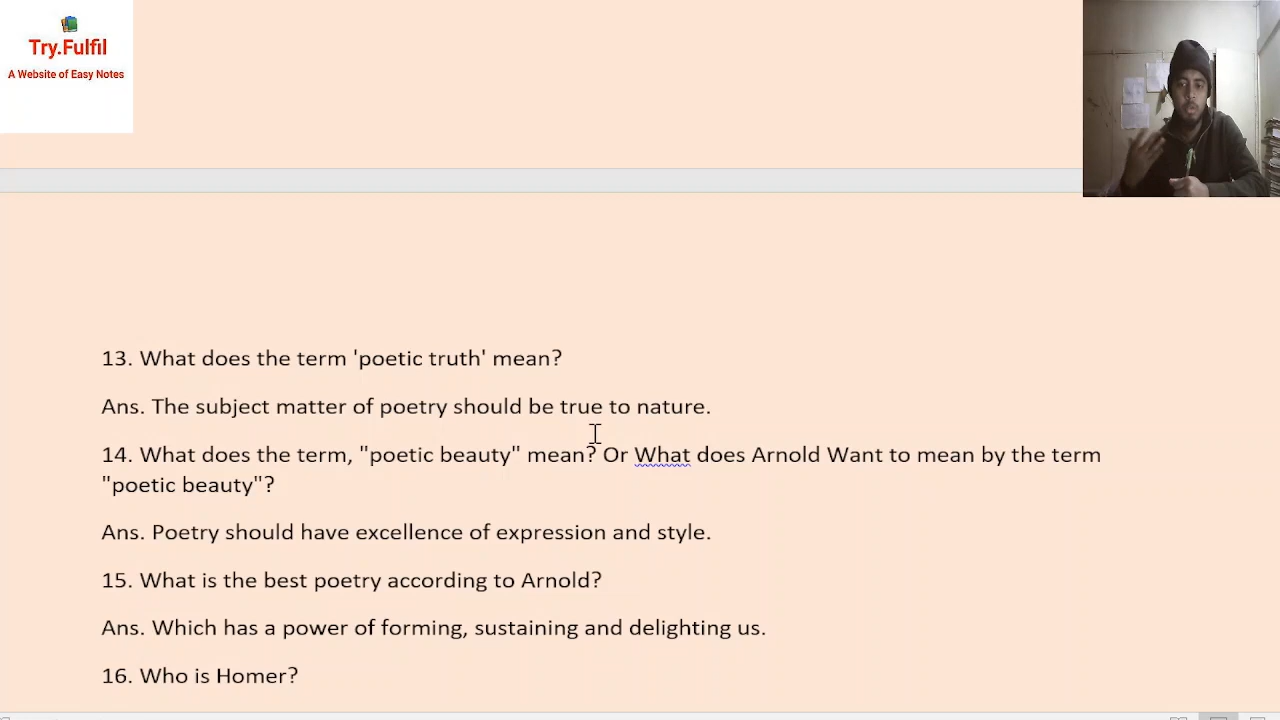 Try.Fulfil
A Website of Easy Notes
13. What does the term 'poetic truth' mean?
Ans. The subject matter of poetry should be true to nature.
14. What does the term, "poetic beauty" mean? Or What does Arnold Want to mean by the term
"poetic beauty"?
Ans. Poetry should have excellence of expression and style.
15. What is the best poetry according to Arnold?
Ans. Which has a power of forming, sustaining and delighting us.
16. Who is Homer?